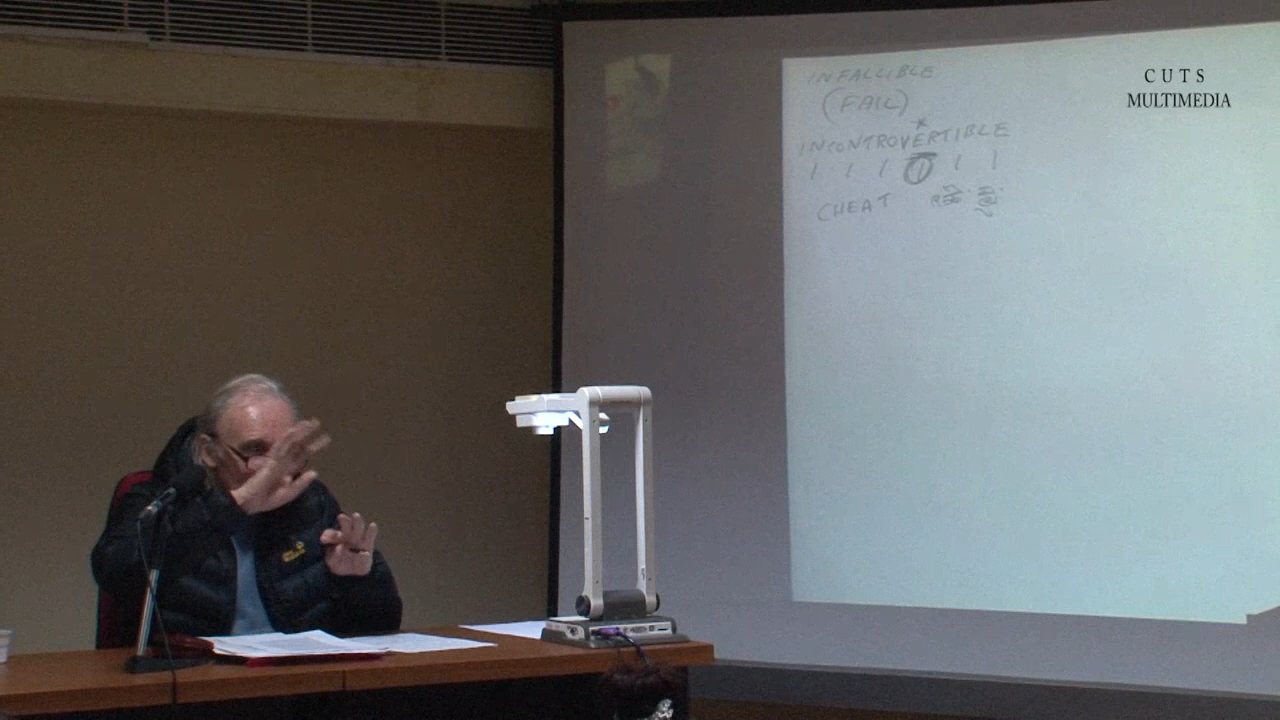 CUTS
MULTIMEDIA
INFALLIBLE
(FAIL)
*
INCONTROVERTIBLE
CHEAT